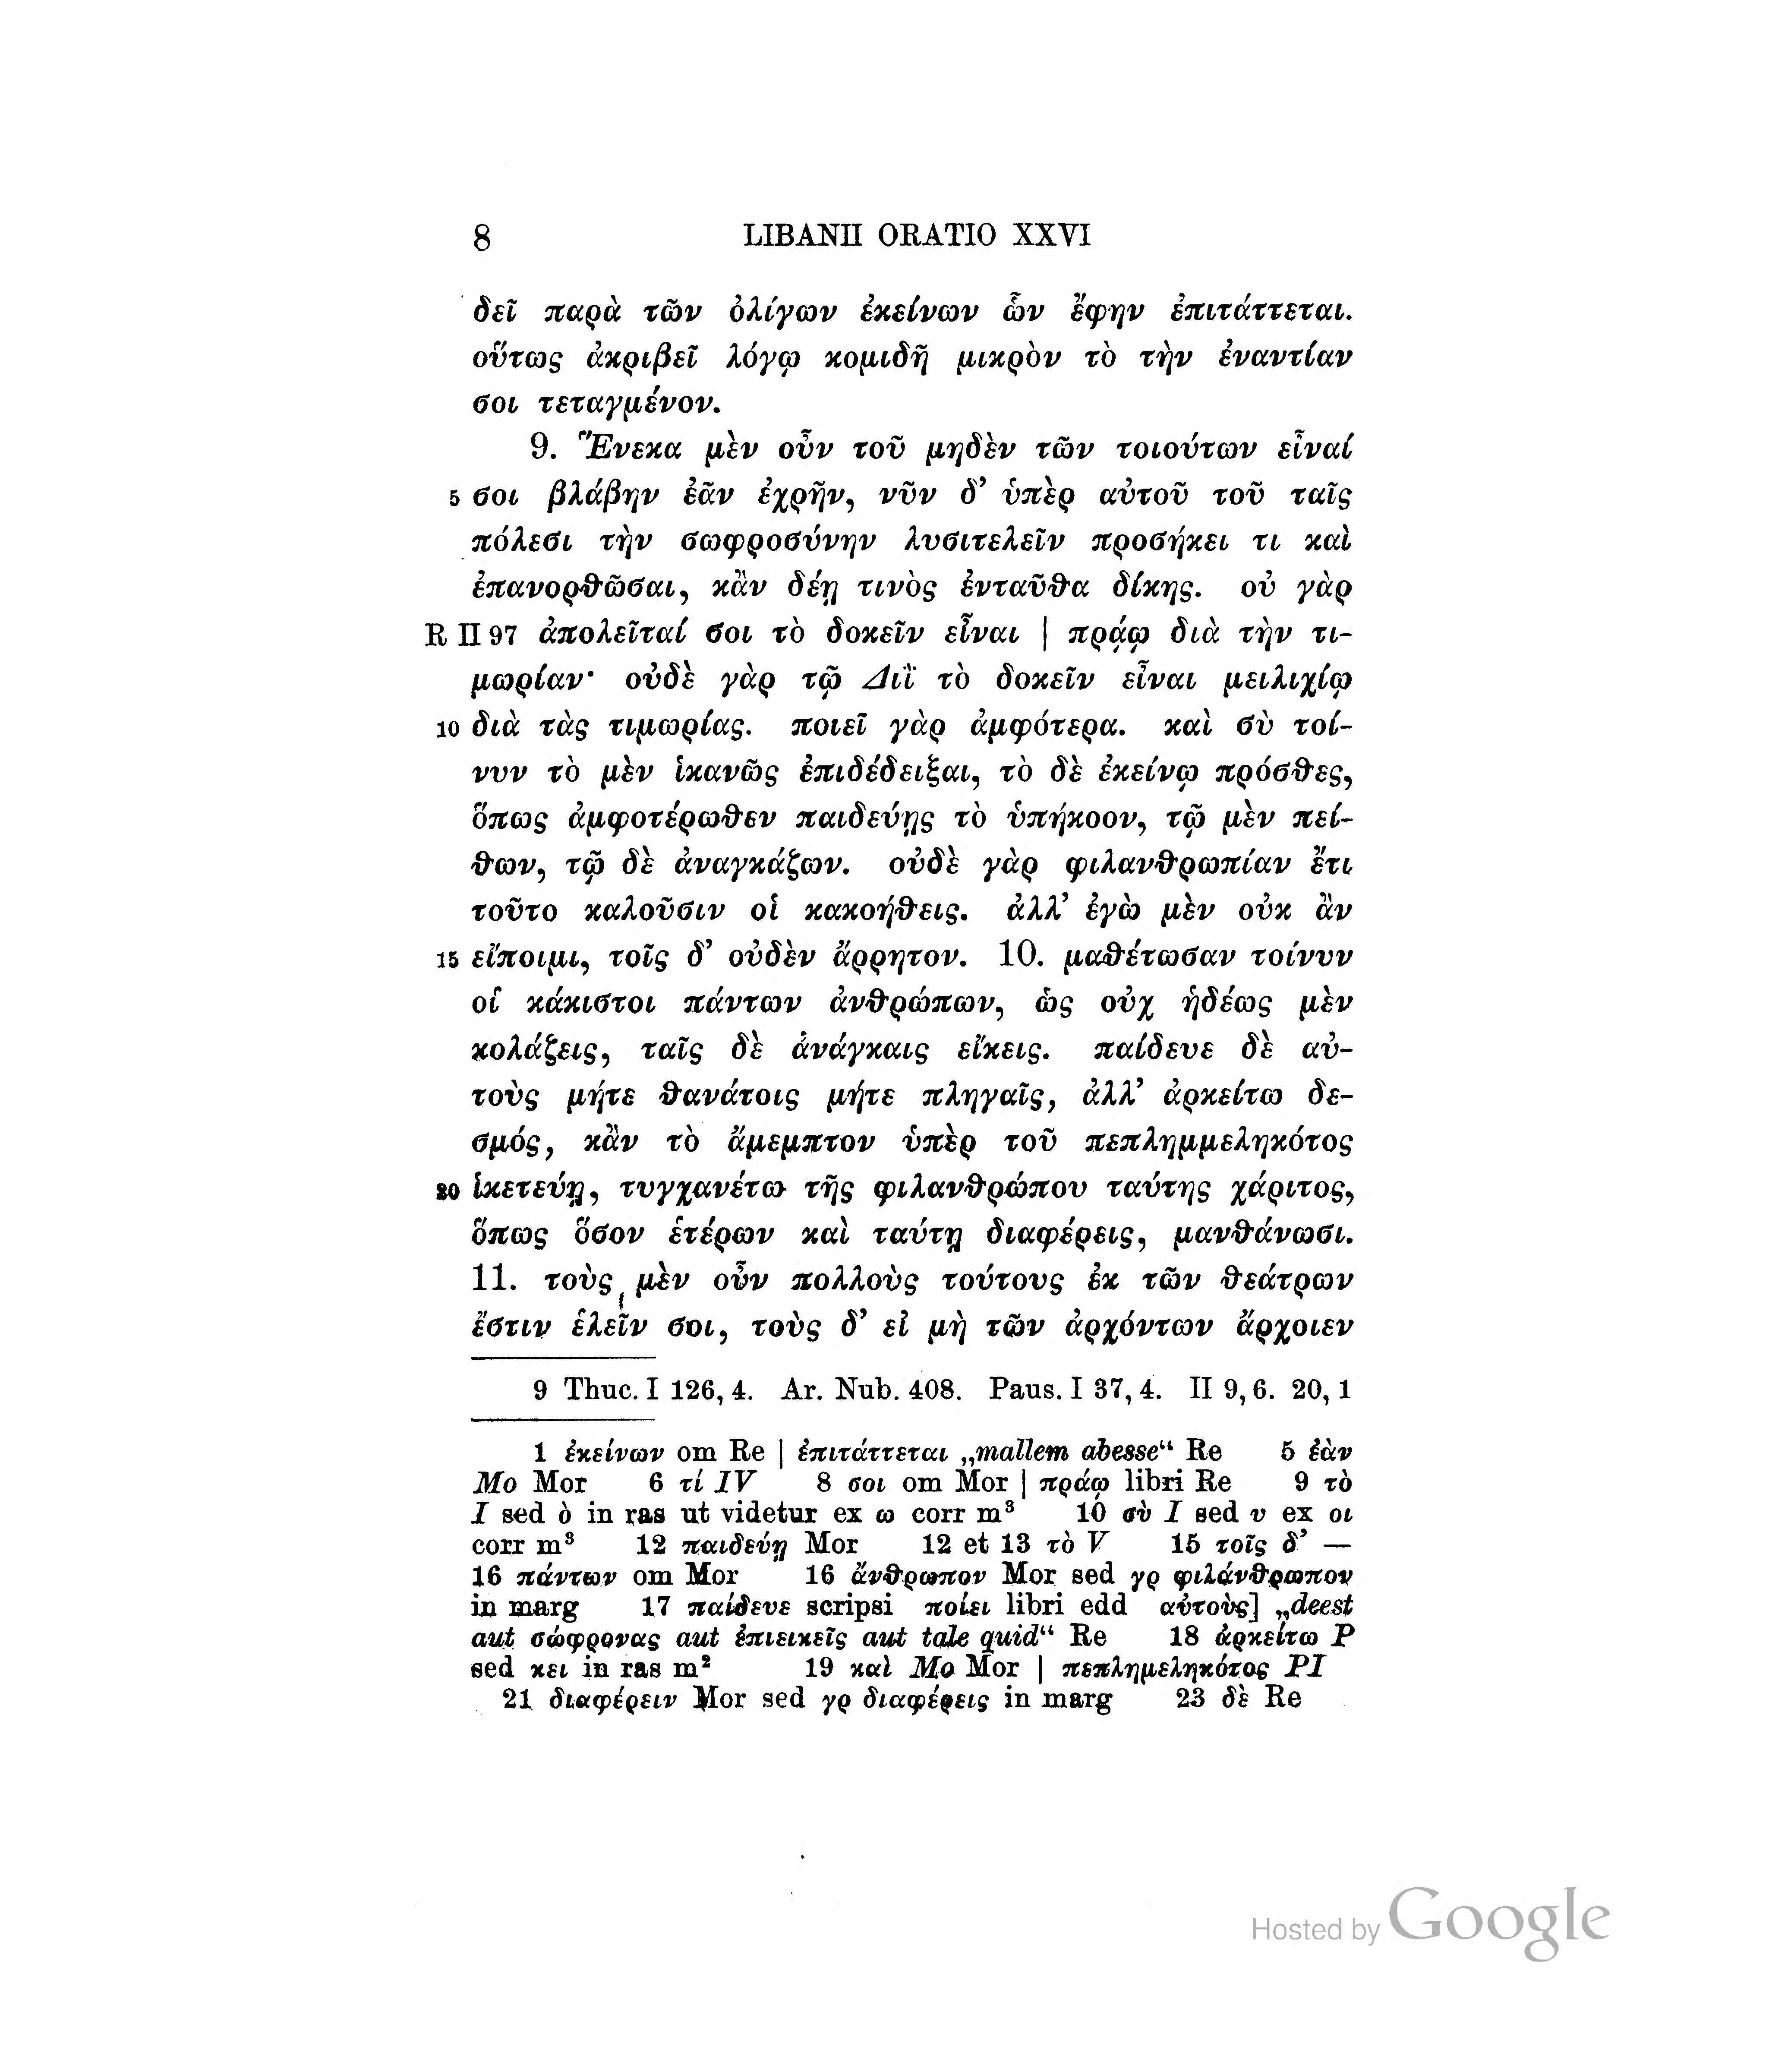 8 LIBANII ORATIO XXVI
δεῖ παρὰ τῶν ὀλίγων ἐκείνων ὧν ἔφην ἐπιτάττεται.
οὕτως ἀκριβεῖ λόγῳ κομιδῇ μικρὸν τὸ τὴν ἐναντίαν
σοι τεταγμένον.
9. Ἕνεκα μὲν οὖν τοῦ μηδὲν τῶν τοιούτων εἶναί
5 σοι βλάβην ἐᾶν ἐχρῆν, νῦν δ’ ὑπὲρ αὐτοῦ τοῦ ταῖς
πόλεσι τὴν σωφροσύνην λυσιτελεῖν προσήκει τι καὶ
ἐπανορθῶσαι, κἂν δέῃ τινὸς ἐνταῦθα δίκης. οὐ γὰρ
R II 97 ἀπολεῖταί σοι τὸ δοκεῖν εἶναι | πρᾴῳ διὰ τὴν τι-
μωρίαν· οὐδὲ γὰρ τῷ Διῒ τὸ δοκεῖν εἶναι μειλιχίῳ
10 διὰ τὰς τιμωρίας. ποιεῖ γὰρ ἀμφότερα. καὶ σὺ τοί-
νυν τὸ μὲν ἱκανῶς ἐπιδέδειξαι, τὸ δὲ ἐκείνῳ πρόσθες,
ὅπως ἀμφοτέρωθεν παιδεύῃς τὸ ὑπήκοον, τῷ μὲν πεί-
θων, τῷ δὲ ἀναγκάζων. οὐδὲ γὰρ φιλανθρωπίαν ἔτι
τοῦτο καλοῦσιν οἱ κακοήθεις. ἀλλ’ ἐγὼ μὲν οὐκ ἂν
15 εἴποιμι, τοῖς δ’ οὐδὲν ἄρρητον. 10. μαθέτωσαν τοίνυν
οἱ κάκιστοι πάντων ἀνθρώπων, ὡς οὐχ ἡδέως μὲν
κολάζεις, ταῖς δὲ ἀνάγκαις εἴκεις. παίδευε δὲ αὐ-
τοὺς μήτε θανάτοις μήτε πληγαῖς, ἀλλ’ ἀρκείτω δε-
σμός, κἂν τὸ ἄμεμπτον ὑπὲρ τοῦ πεπλημμεληκότος
20 ἱκετεύῃ, τυγχανέτω τῆς φιλανθρώπου ταύτης χάριτος,
ὅπως ὅσον ἑτέρων καὶ ταύτῃ διαφέρεις, μανθάνωσι.
11. τοὺς μὲν οὖν πολλοὺς τούτους ἐκ τῶν θεάτρων
ἔστιν ἑλεῖν σοι, τοὺς δ’ εἰ μὴ τῶν ἀρχόντων ἄρχοιεν
9 Thuc. I 126, 4. Ar. Nub. 408. Paus. I 37, 4. II 9, 6. 20, 1
1 ἐκείνων om Re | ἐπιτάττεται „mallem abesse“ Re 5 ἐὰν
Mo Mor 6 τί IV 8 σοι om Mor | πράῳ libri Re 9 τὸ
I sed ὸ in ras ut videtur ex ω corr m³ 10 σὺ I sed υ ex οι
corr m³ 12 παιδεύῃ Mor 12 et 13 τὸ V 15 τοῖς δ’ —
16 πάντων om Mor 16 ἄνθρωπον Mor sed γρ φιλάνθρωπον
in marg 17 παίδευε scripsi ποίει libri edd αὐτοὺς] „deest
aut σώφρονας aut ἐπιεικεῖς aut tale quid“ Re 18 ἀρκείτω P
sed κει in ras m² 19 καὶ Mo Mor | πεπλημεληκότος PI
21 διαφέρειν Mor sed γρ διαφέρεις in marg 23 δὲ Re
Hosted by Google